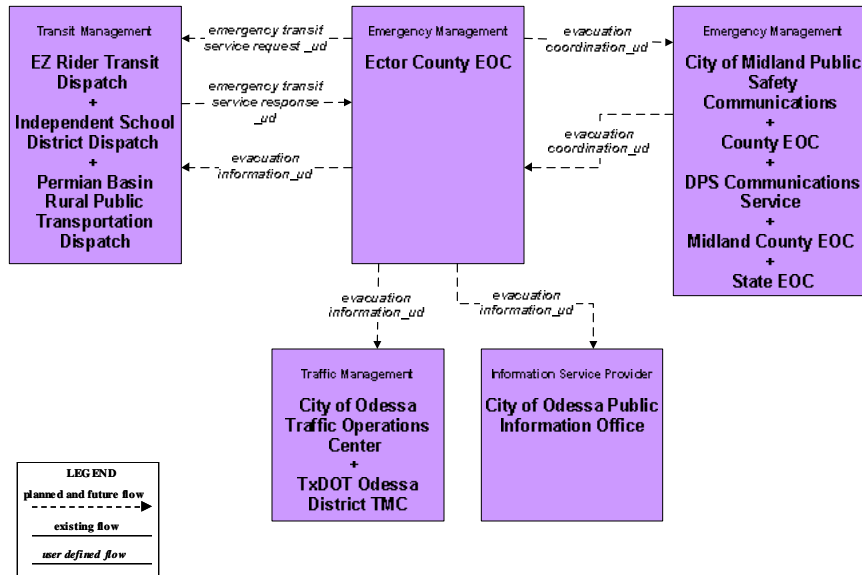 Transit Management
EZ Rider Transit
Dispatch
+
Independent School
District Dispatch
+
Permian Basin
Rural Public
Transportation
Dispatch
emergency transit
service request_ud
emergency transit
service response
_ud
evacuation
information_ud
Emergency Management
Ector County EOC
evacuation
coordination_ud
evacuation
coordination_ud
Emergency Management
City of Midland Public
Safety
Communications
+
County EOC
+
DPS Communications
Service
+
Midland County EOC
+
State EOC
evacuation
information_ud
evacuation
information_ud
Traffic Management
City of Odessa
Traffic Operations
Center
+
TxDOT Odessa
District TMC
Information Service Provider
City of Odessa Public
Information Office
LEGEND
planned and future flow
existing flow
user defined flow